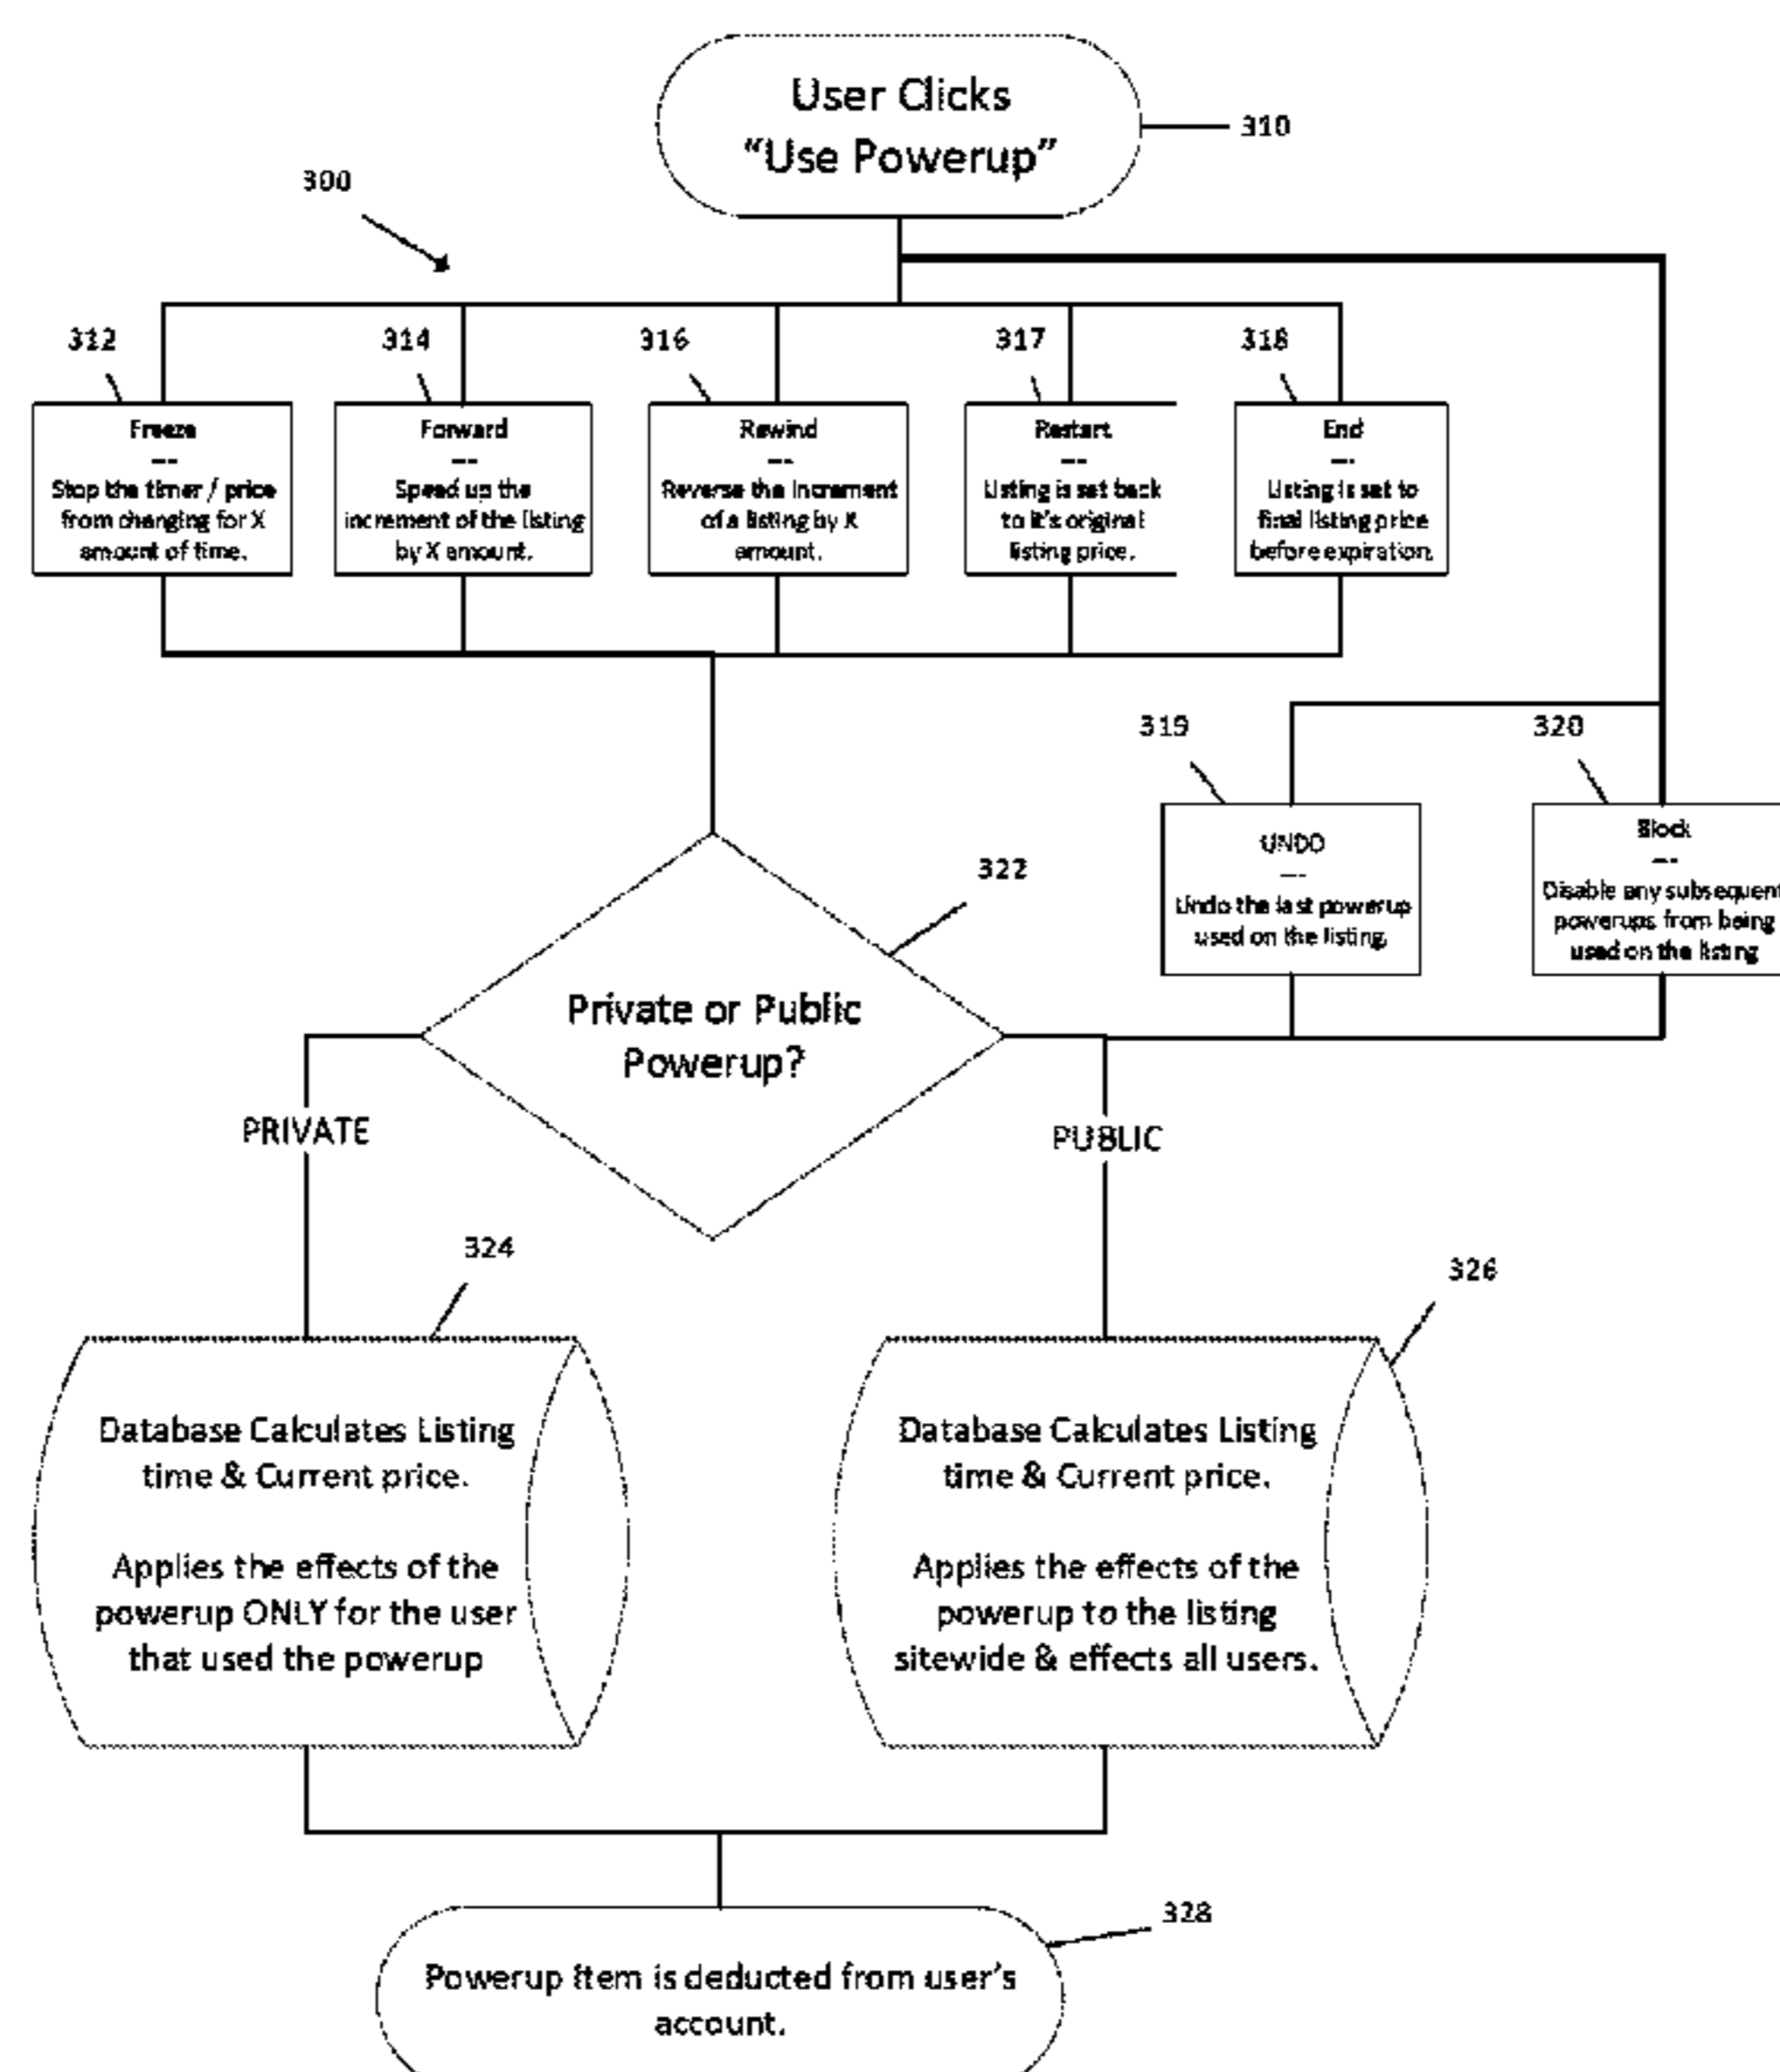 User Clicks
“Use Powerup”
310
300
312
314
316
317
318
Freeze
---
Stop the timer / price
from changing for X
amount of time.
Forward
---
Speed up the
increment of the listing
by X amount.
Rewind
---
Reverse the increment
of a listing by X
amount.
Restart
---
Listing is set back
to it's original
listing price.
End
---
Listing is set to
final listing price
before expiration.
319
320
UNDO
---
Undo the last powerup
used on the listing.
Block
---
Disable any subsequent
powerups from being
used on the listing
322
Private or Public
Powerup?
PRIVATE
PUBLIC
324
326
Database Calculates Listing
time & Current price.
Applies the effects of the
powerup ONLY for the user
that used the powerup
Database Calculates Listing
time & Current price.
Applies the effects of the
powerup to the listing
sitewide & effects all users.
328
Powerup item is deducted from user's
account.